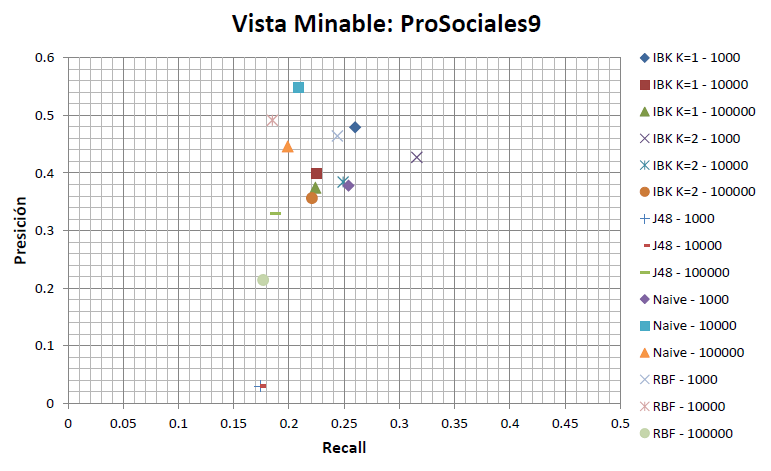 Vista Minable: ProSociales9
0.6
0.5
0.4
0.3
0.2
0.1
0
Presición
0 0.05 0.1 0.15 0.2 0.25 0.3 0.35 0.4 0.45 0.5
Recall
IBK K=1 - 1000
IBK K=1 - 10000
IBK K=1 - 100000
IBK K=2 - 1000
IBK K=2 - 10000
IBK K=2 - 100000
J48 - 1000
J48 - 10000
J48 - 100000
Naive - 1000
Naive - 10000
Naive - 100000
RBF - 1000
RBF - 10000
RBF - 100000